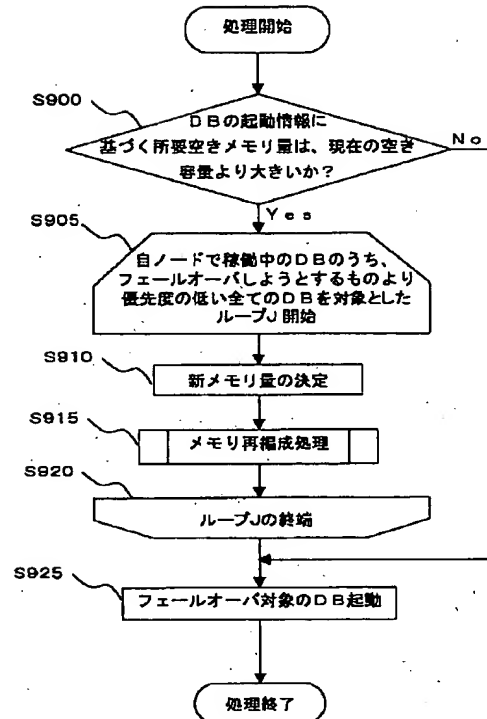 処理開始
S900
DBの起動情報に
基づく所要空きメモリ量は、現在の空き
容量より大きいか？
No
Yes
S905
自ノードで稼働中のDBのうち、
フェールオーバしようとするものより
優先度の低い全てのDBを対象とした
ループJ開始
S910
新メモリ量の決定
S915
メモリ再編成処理
S920
ループJの終端
S925
フェールオーバ対象のDB起動
処理終了